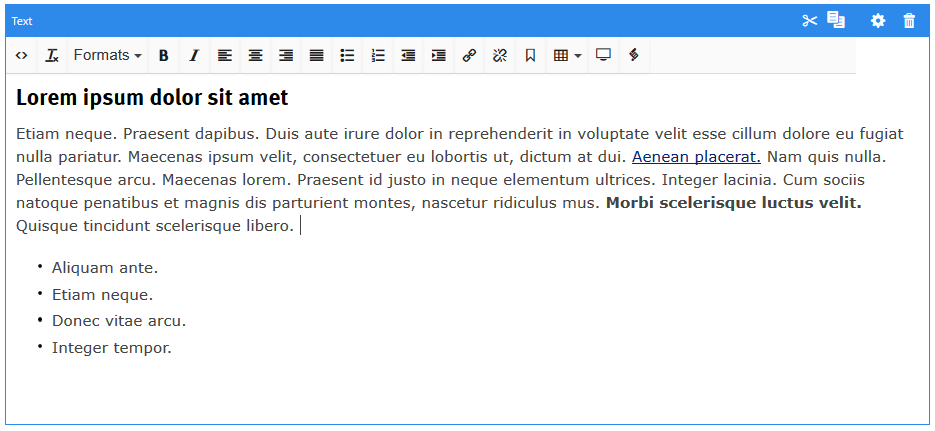 Text
Formats
B I
Lorem ipsum dolor sit amet
Etiam neque. Praesent dapibus. Duis aute irure dolor in reprehenderit in voluptate velit esse cillum dolore eu fugiat
nulla pariatur. Maecenas ipsum velit, consectetuer eu lobortis ut, dictum at dui. Aenean placerat. Nam quis nulla.
Pellentesque arcu. Maecenas lorem. Praesent id justo in neque elementum ultrices. Integer lacinia. Cum sociis
natoque penatibus et magnis dis parturient montes, nascetur ridiculus mus. Morbi scelerisque luctus velit.
Quisque tincidunt scelerisque libero.
• Aliquam ante.
• Etiam neque.
• Donec vitae arcu.
• Integer tempor.